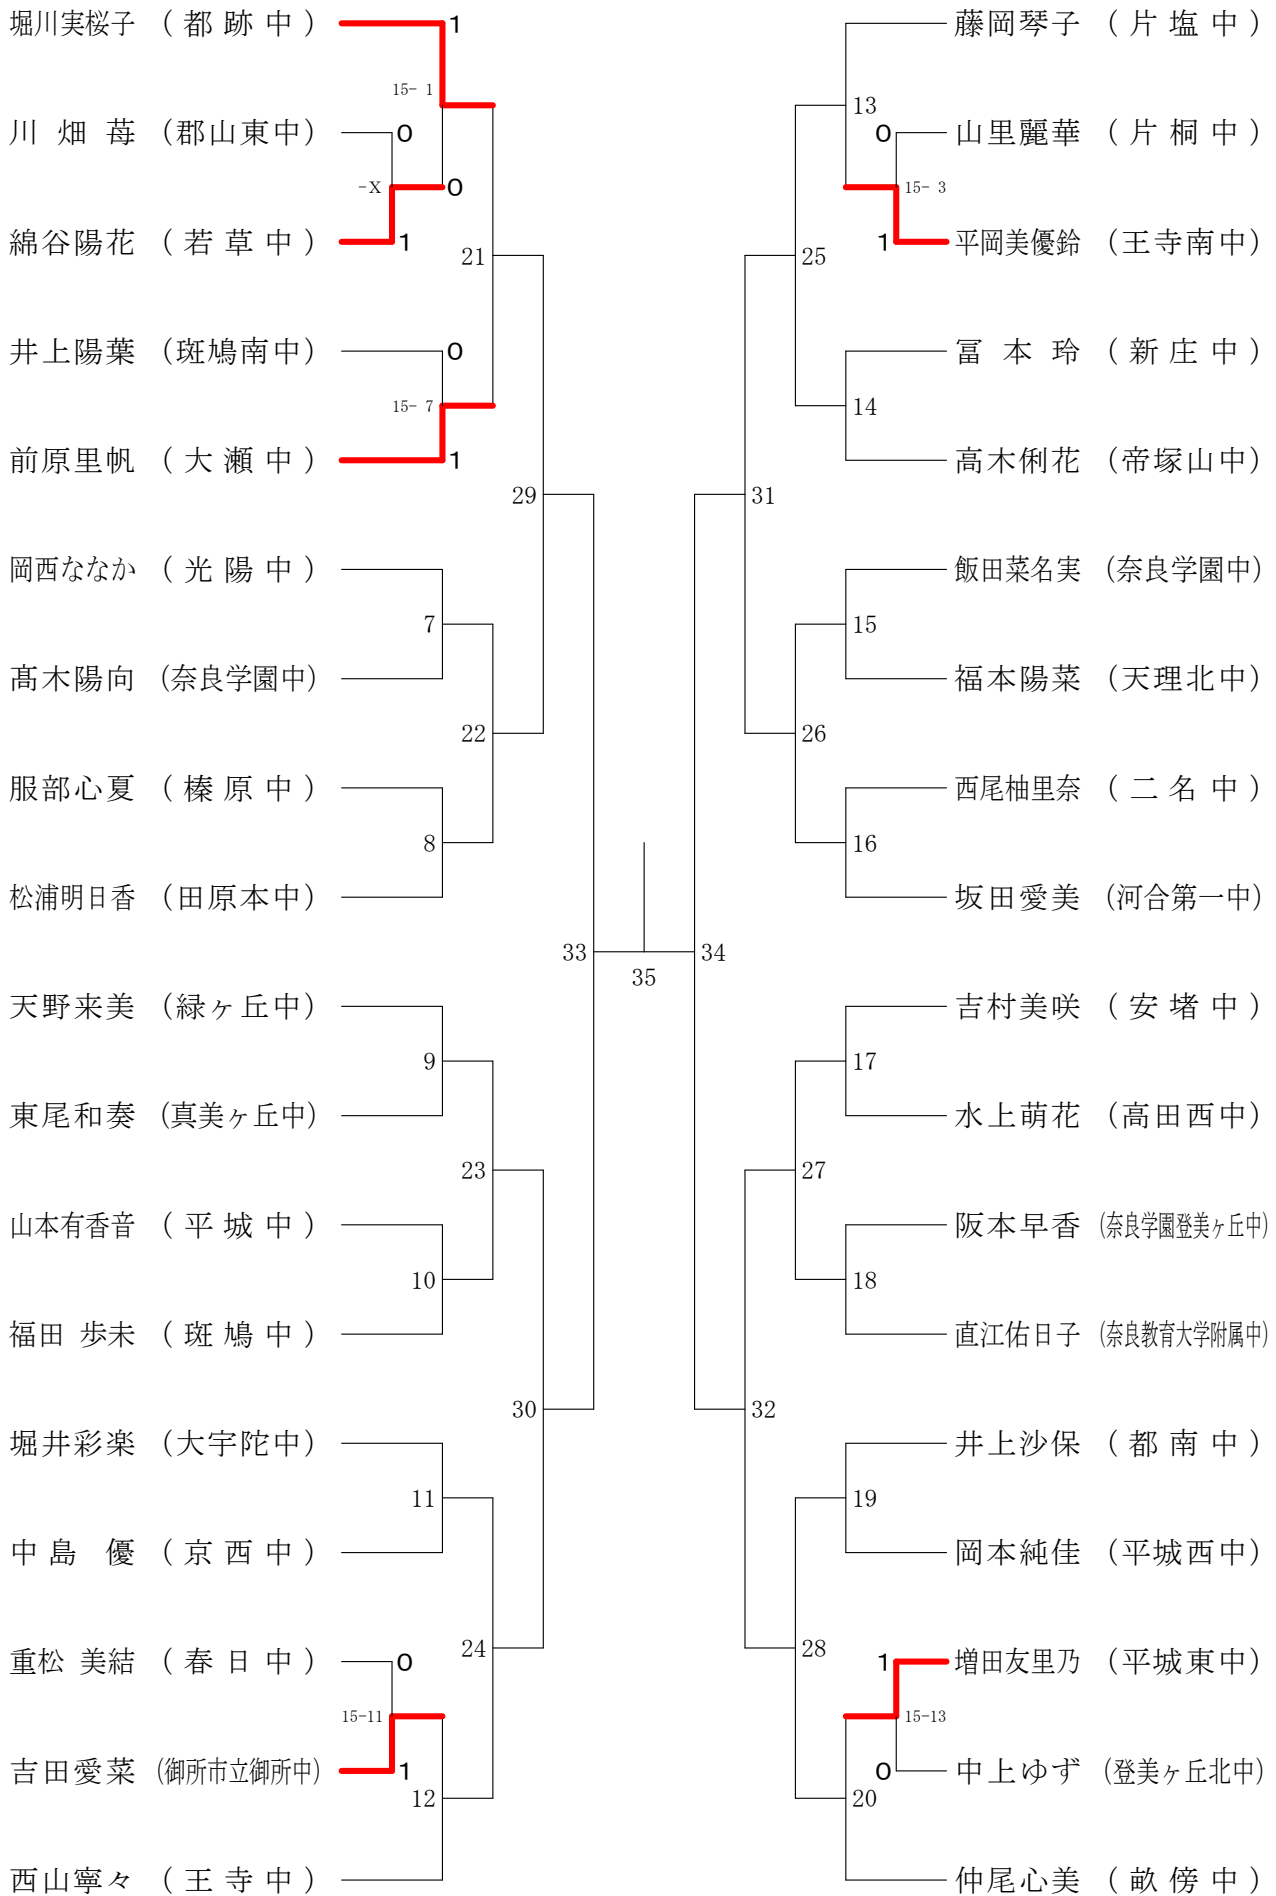 堀川実桜子 （都跡中） 1
15- 1
川畑苺 （郡山東中） 0
-X 0
綿谷陽花 （若草中） 1
21
井上陽葉 （斑鳩南中） 0
15- 7
前原里帆 （大瀬中） 1
29
岡西ななか （光陽中）
7
髙木陽向 （奈良学園中）
22
服部心夏 （榛原中）
8
松浦明日香 （田原本中）
33
35
天野来美 （緑ヶ丘中）
9
東尾和奏 （真美ヶ丘中）
23
山本有香音 （平城中）
10
福田 歩未 （斑鳩中）
30
堀井彩楽 （大宇陀中）
11
中島 優 （京西中）
24
重松 美結 （春日中） 0
15-11
吉田愛菜 （御所市立御所中） 1
12
西山寧々 （王寺中）
藤岡琴子 （片塩中）
13
0 山里麗華 （片桐中）
15- 3
1 平岡美優鈴 （王寺南中）
25
冨本玲 （新庄中）
14
高木俐花 （帝塚山中）
31
飯田菜名実 （奈良学園中）
15
福本陽菜 （天理北中）
26
西尾柚里奈 （二名中）
16
坂田愛美 （河合第一中）
34
吉村美咲 （安堵中）
17
水上萌花 （高田西中）
27
阪本早香 （奈良学園登美ヶ丘中）
18
直江佑日子 （奈良教育大学附属中）
32
井上沙保 （都南中）
19
岡本純佳 （平城西中）
28
1 増田友里乃 （平城東中）
15-13
0 中上ゆず （登美ヶ丘北中）
20
仲尾心美 （畝傍中）